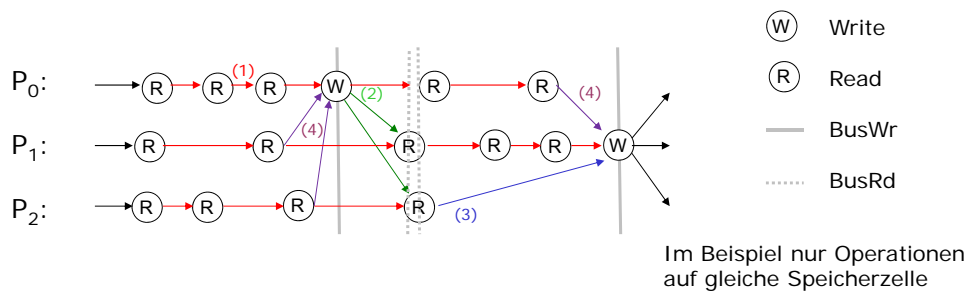 P0: R R (1) R W (2) R R (4) W Write
R Read
P1: R R (4) R R R W BusWr
P2: R R R R (3) BusRd
Im Beispiel nur Operationen
auf gleiche Speicherzelle